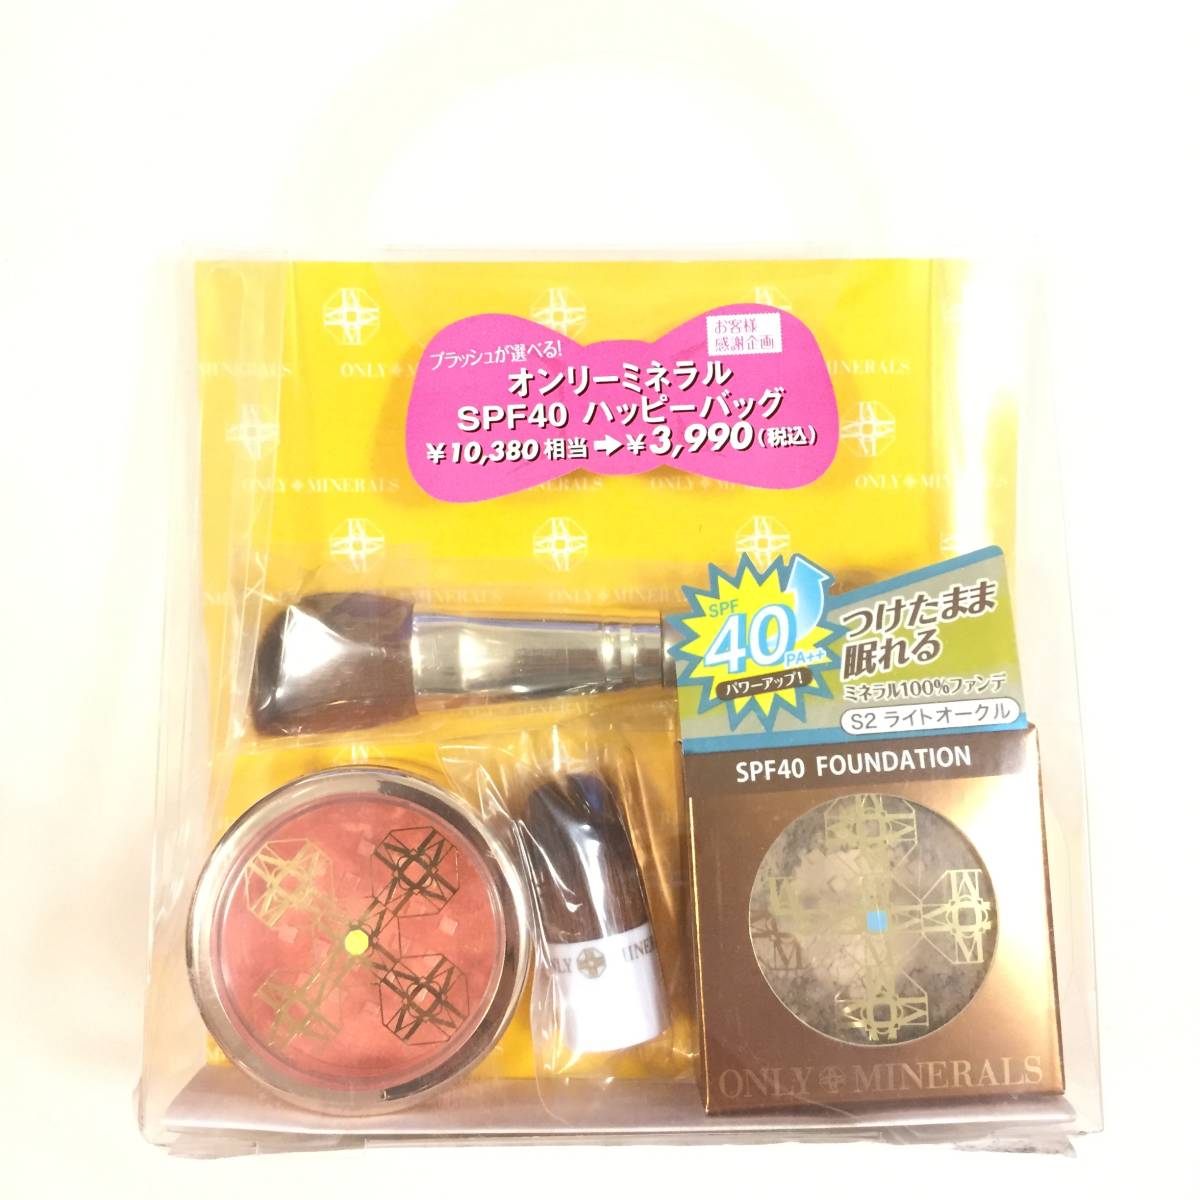 お客様
感謝企画
ブラッシュが選べる!
オンリーミネラル
SPF40 ハッピーバッグ
¥10,380 相当➡¥3,990(税込)
MINERALS
ONLY
MINERALS
ONLY MINERALS
ONLY MINERALS
SPF
40
PA++
パワーアップ!
つけたまま
眠れる
ミネラル100%ファンデ
S2 ライトオークル
SPF40 FOUNDATION
ONLY MINERALS